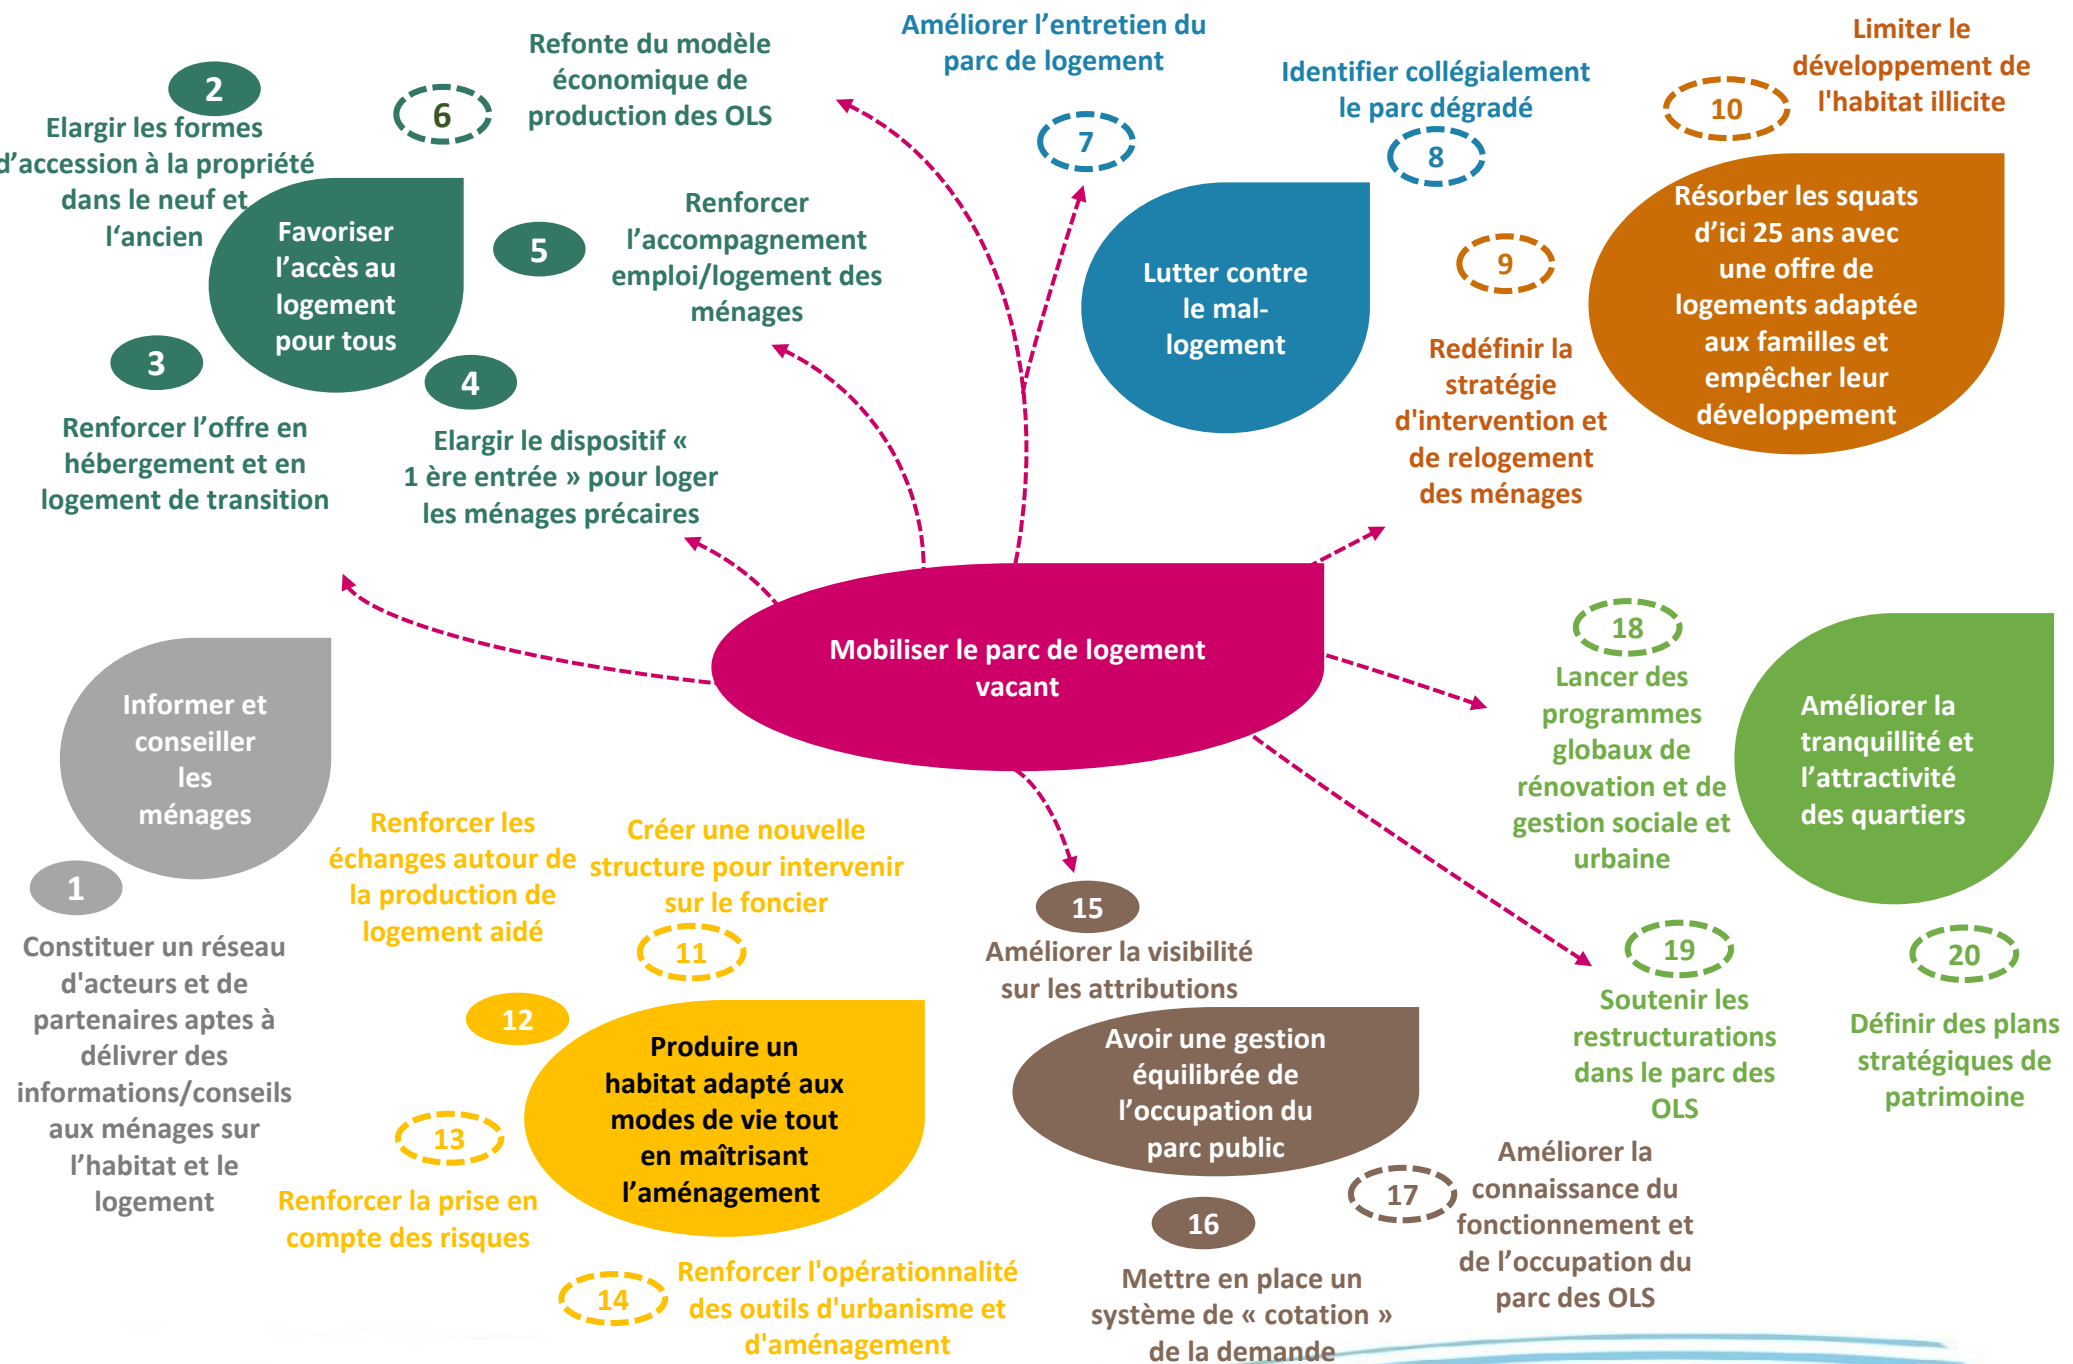 2
Elargir les formes
d’accession à la propriété
dans le neuf et
l‘ancien
6
Refonte du modèle
économique de
production des OLS
Favoriser
l’accès au
logement
pour tous
5
Renforcer
l’accompagnement
emploi/logement des
ménages
3
Renforcer l’offre en
hébergement et en
logement de transition
4
Elargir le dispositif «
1 ère entrée » pour loger
les ménages précaires
Améliorer l’entretien du
parc de logement
7
Identifier collégialement
le parc dégradé
8
Lutter contre
le mal-
logement
Limiter le
développement de
l'habitat illicite
10
9
Redéfinir la
stratégie
d'intervention et
de relogement
des ménages
Résorber les squats
d’ici 25 ans avec
une offre de
logements adaptée
aux familles et
empêcher leur
développement
Mobiliser le parc de logement
vacant
Informer et
conseiller
les
ménages
1
Constituer un réseau
d'acteurs et de
partenaires aptes à
délivrer des
informations/conseils
aux ménages sur
l’habitat et le
logement
Renforcer les
échanges autour de
la production de
logement aidé
12
Créer une nouvelle
structure pour intervenir
sur le foncier
11
Produire un
habitat adapté aux
modes de vie tout
en maîtrisant
l’aménagement
13
Renforcer la prise en
compte des risques
14
Renforcer l'opérationnalité
des outils d'urbanisme et
d'aménagement
15
Améliorer la visibilité
sur les attributions
Avoir une gestion
équilibrée de
l’occupation du
parc public
16
Mettre en place un
système de « cotation »
de la demande
17
Améliorer la
connaissance du
fonctionnement et
de l’occupation du
parc des OLS
18
Lancer des
programmes
globaux de
rénovation et de
gestion sociale et
urbaine
Améliorer la
tranquillité et
l’attractivité
des quartiers
19
Soutenir les
restructurations
dans le parc des
OLS
20
Définir des plans
stratégiques de
patrimoine